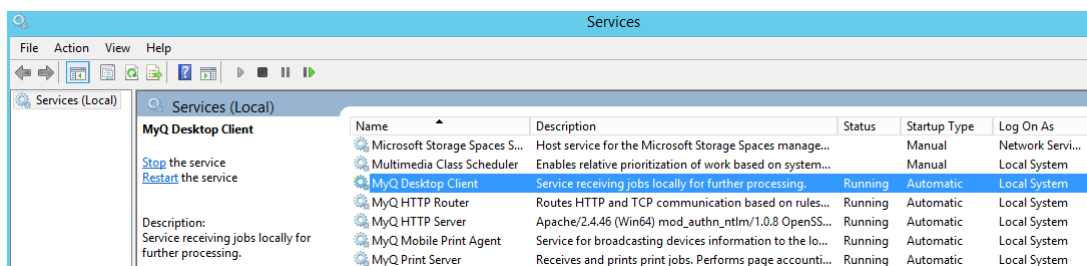 Services
File Action View Help
Services (Local)
Services (Local)
MyQ Desktop Client
Stop the service
Restart the service
Description:
Service receiving jobs locally for
further processing.
Name Description Status Startup Type Log On As
Microsoft Storage Spaces S... Host service for the Microsoft Storage Spaces manage... Manual Network Servi...
Multimedia Class Scheduler Enables relative prioritization of work based on system... Manual Local System
MyQ Desktop Client Service receiving jobs locally for further processing. Running Automatic Local System
MyQ HTTP Router Routes HTTP and TCP communication based on rules... Running Automatic Local System
MyQ HTTP Server Apache/2.4.46 (Win64) mod_authn_ntlm/1.0.8 OpenSS... Running Automatic Local System
MyQ Mobile Print Agent Service for broadcasting devices information to the lo... Running Automatic Local System
MyQ Print Server Receives and prints print jobs. Performs page accounti... Running Automatic Local System